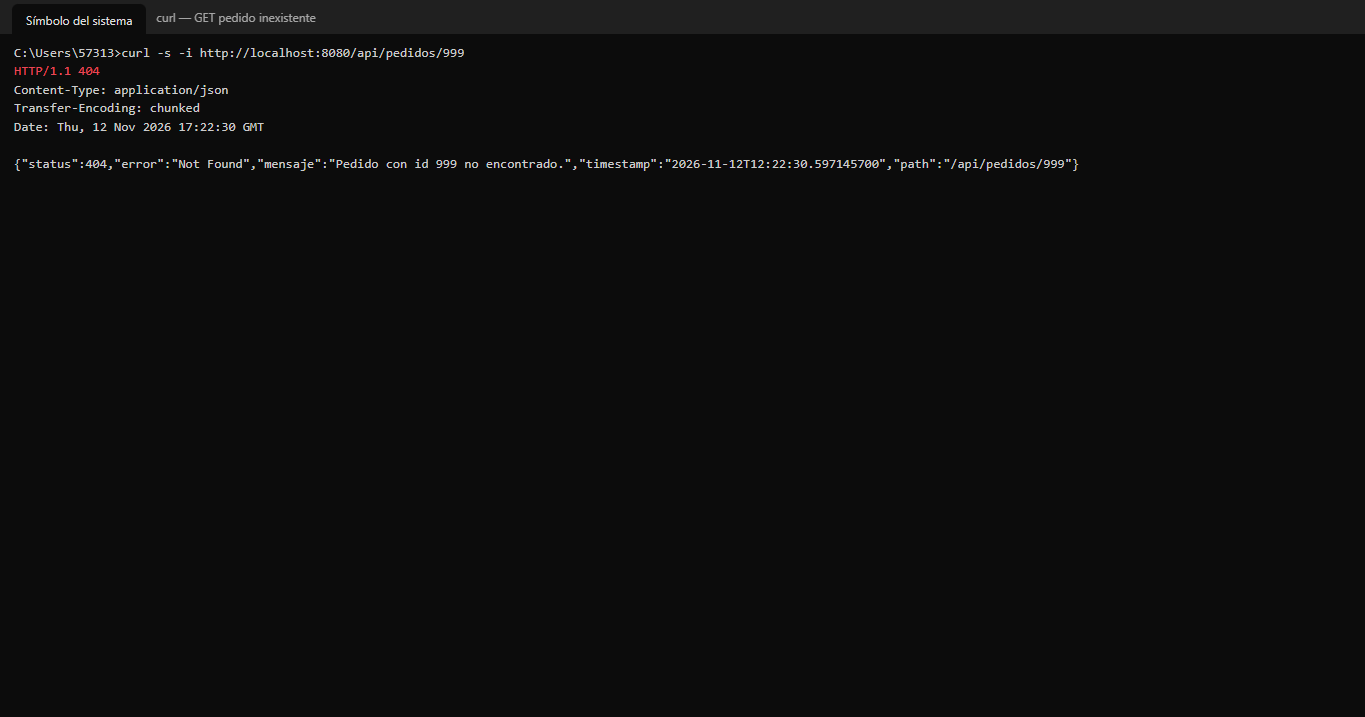 Símbolo del sistema
curl — GET pedido inexistente
C:\Users\57313>curl -s -i http://localhost:8080/api/pedidos/999
HTTP/1.1 404
Content-Type: application/json
Transfer-Encoding: chunked
Date: Thu, 12 Nov 2026 17:22:30 GMT
{"status":404,"error":"Not Found","mensaje":"Pedido con id 999 no encontrado.","timestamp":"2026-11-12T12:22:30.597145700","path":"/api/pedidos/999"}